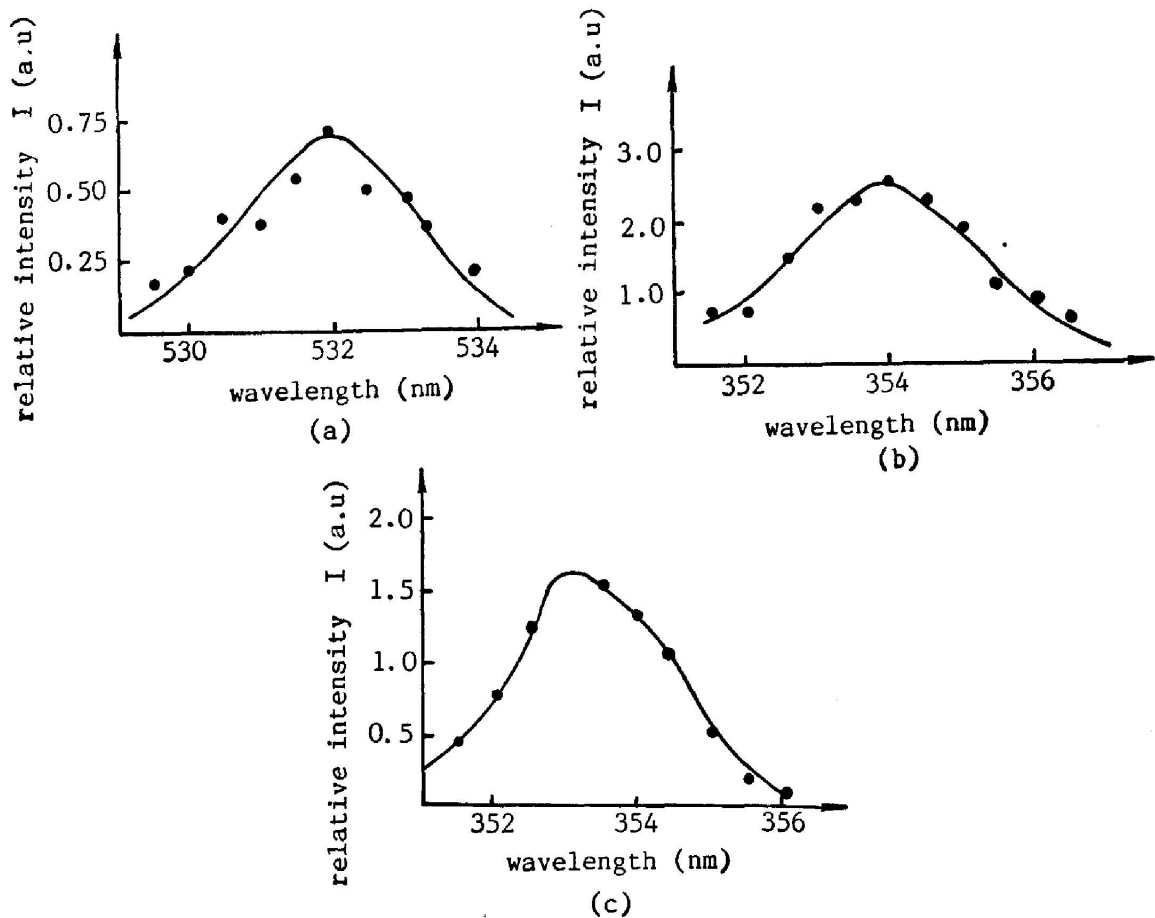 relative intensity I (a.u)
0.75
0.50
0.25
530 532 534
wavelength (nm)
(a)
relative intensity I (a.u)
3.0
2.0
1.0
352 354 356
wavelength (nm)
(b)
relative intensity I (a.u)
2.0
1.5
1.0
0.5
352 354 356
wavelength (nm)
(c)